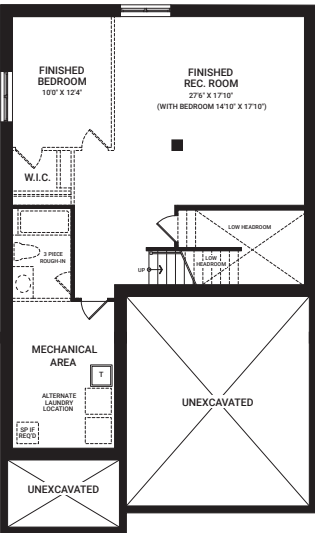 FINISHED
BEDROOM
10'0" X 12'4"
FINISHED
REC. ROOM
27'6" X 17'10"
(WITH BEDROOM 14'10" X 17'10")
W.I.C.
LOW HEADROOM
3 PIECE
ROUGH-IN
UP
LOW
HEADROOM
MECHANICAL
AREA
T
ALTERNATE
LAUNDRY
LOCATION
UNEXCAVATED
SP IF
REQ'D
UNEXCAVATED